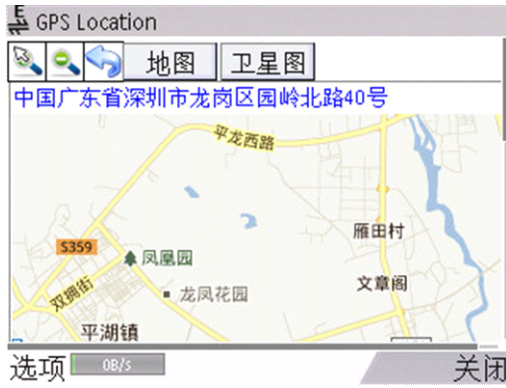 E GPS Location
地图 卫星图
中国广东省深圳市龙岗区园岭北路40号
平龙西路
雁田村
S359
凤凰园
文章阁
双拥街
龙凤花园
平湖镇
选项 0B/s 关闭